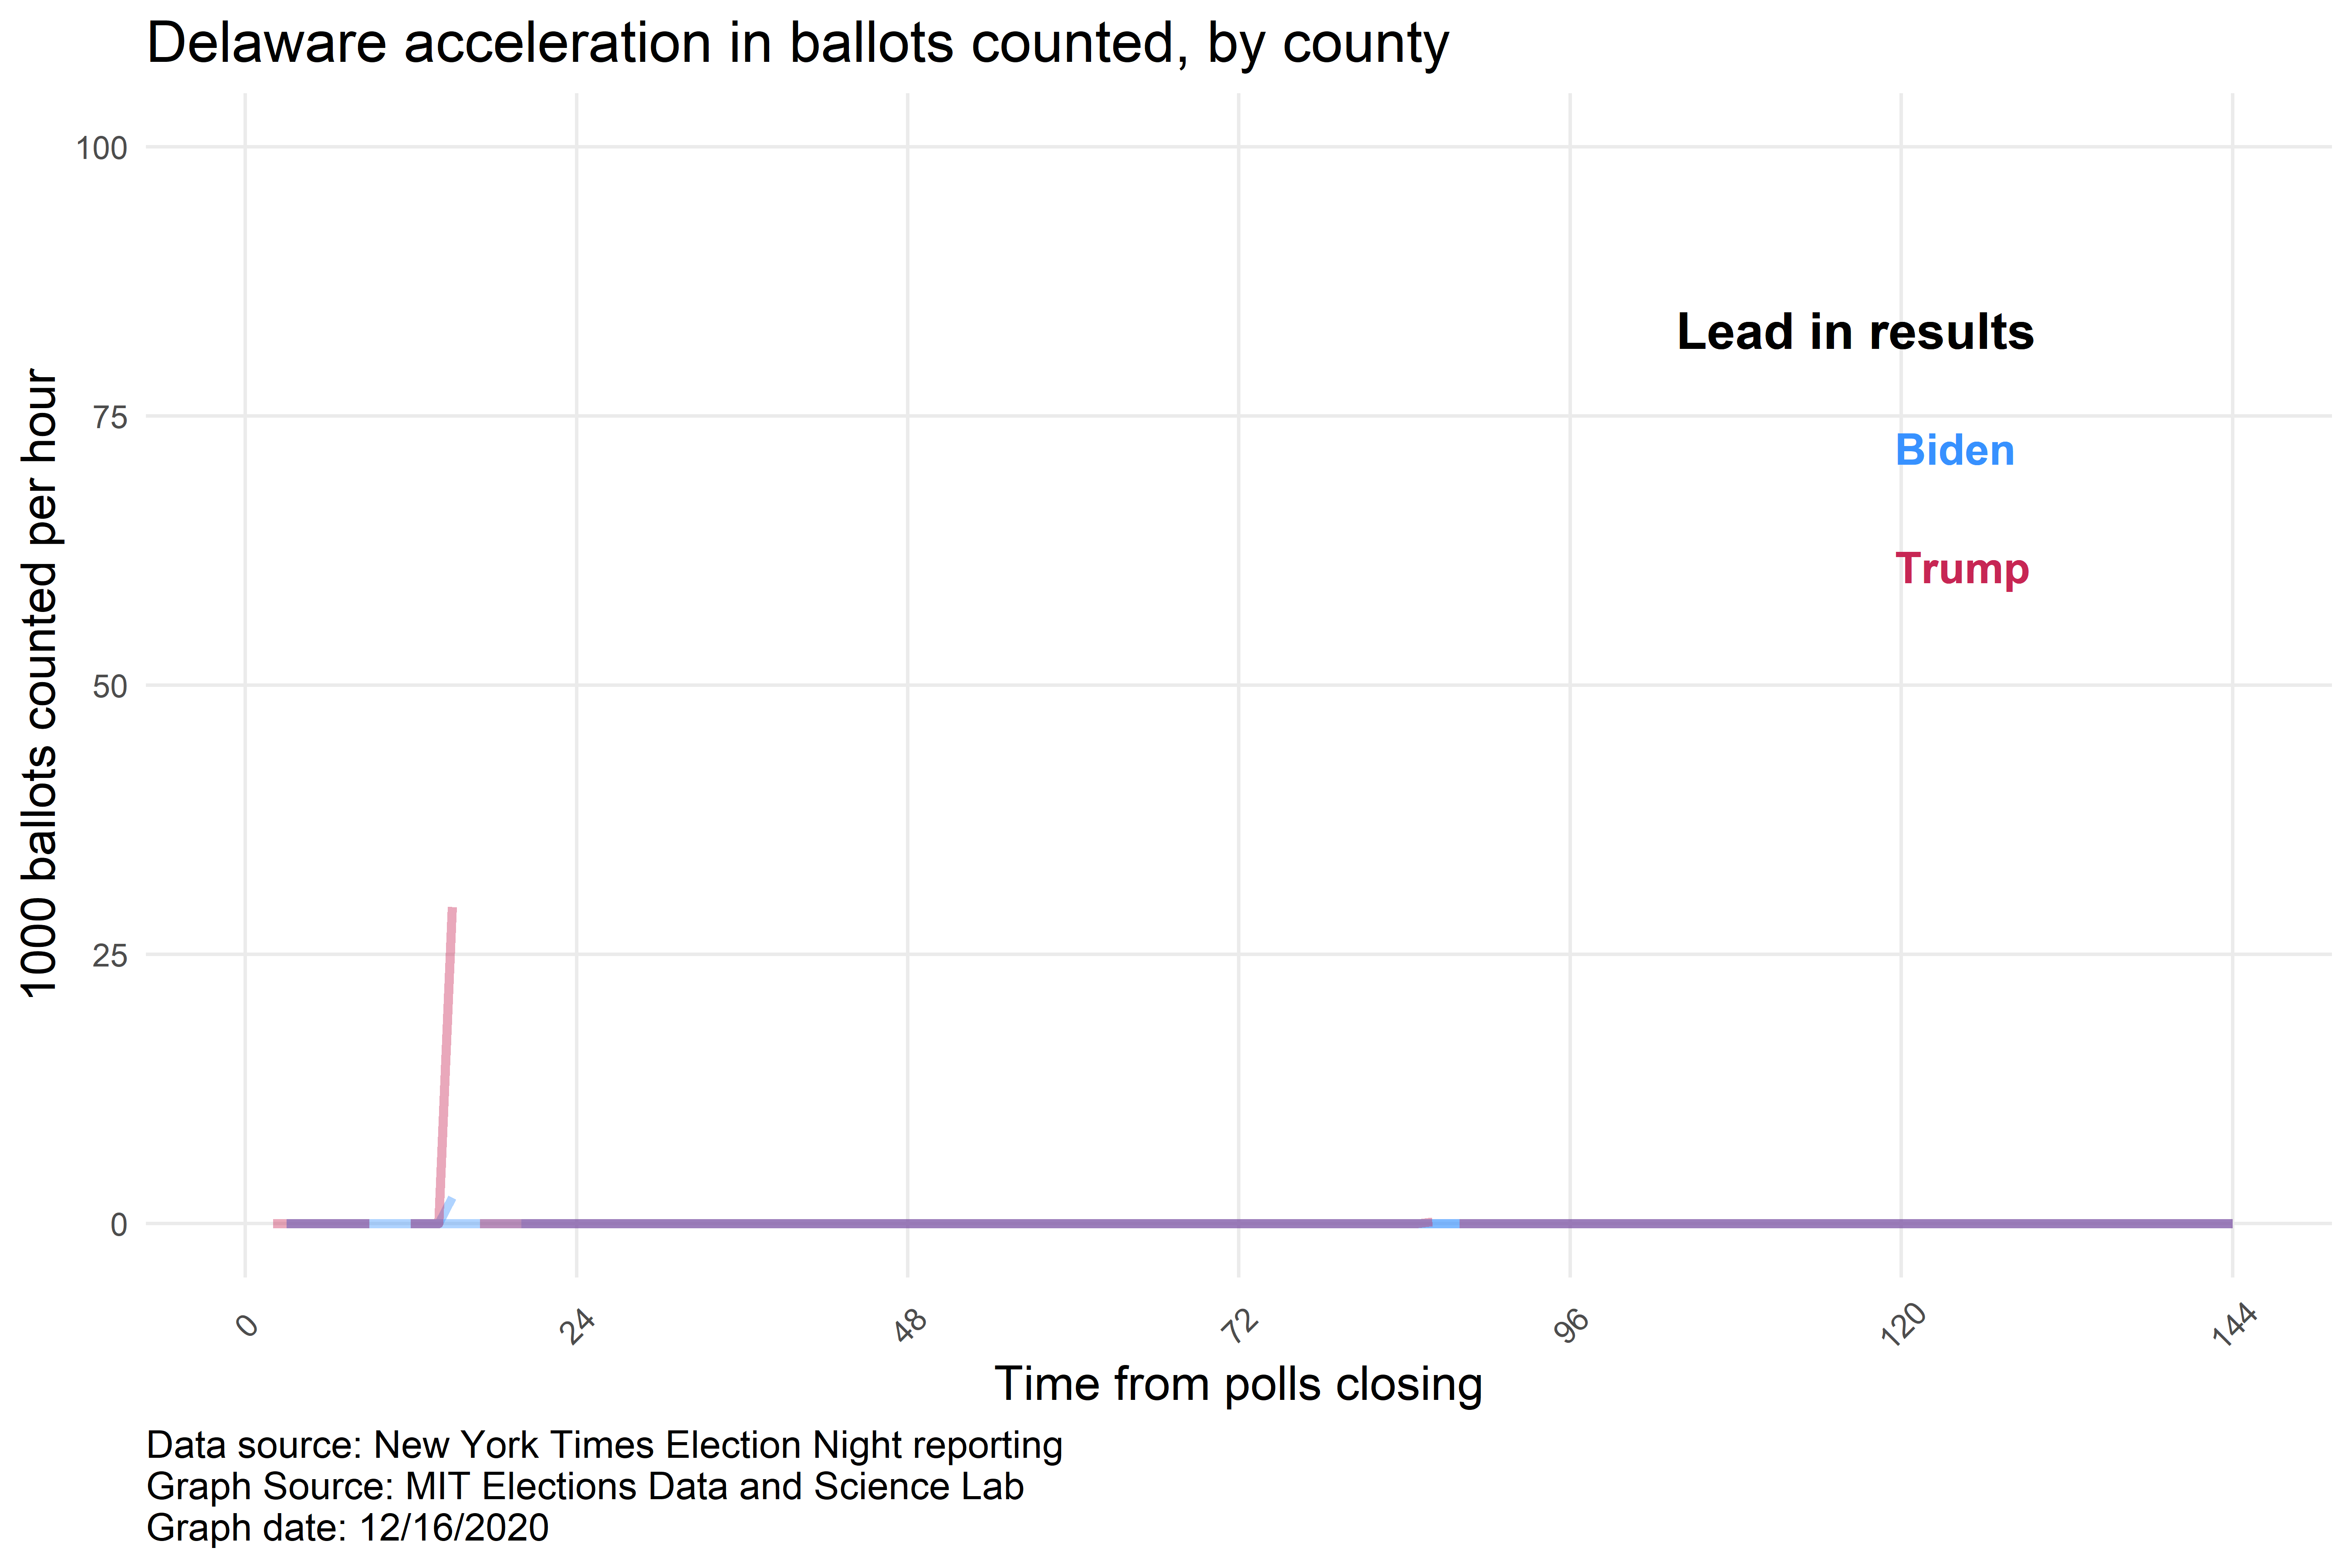 Delaware acceleration in ballots counted, by county
1000 ballots counted per hour
100
75
50
25
0
Lead in results
Biden
Trump
0
24
48
72
96
120
144
Time from polls closing
Data source: New York Times Election Night reporting
Graph Source: MIT Elections Data and Science Lab
Graph date: 12/16/2020